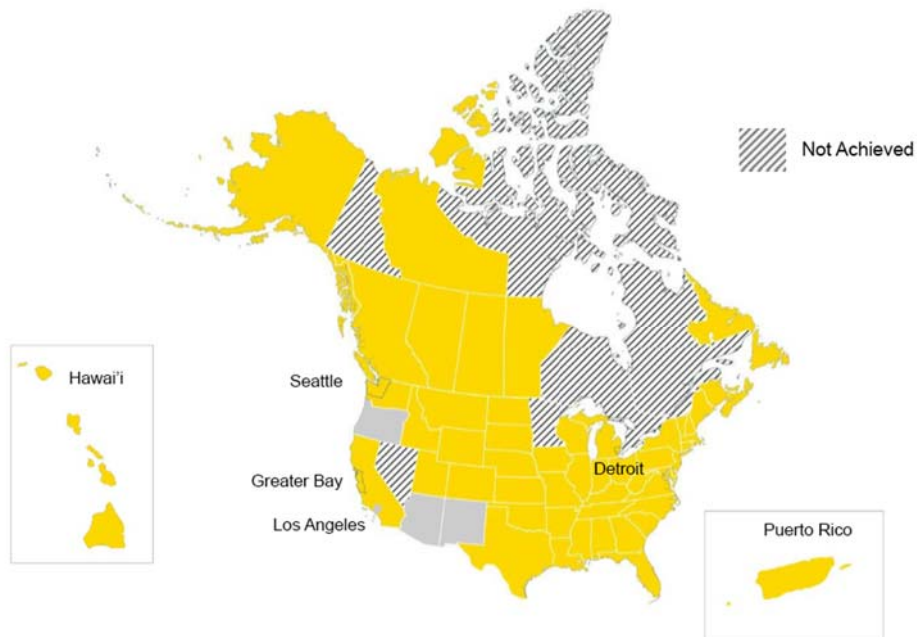 Not Achieved
Hawai'i
Seattle
Greater Bay
Detroit
Los Angeles
Puerto Rico